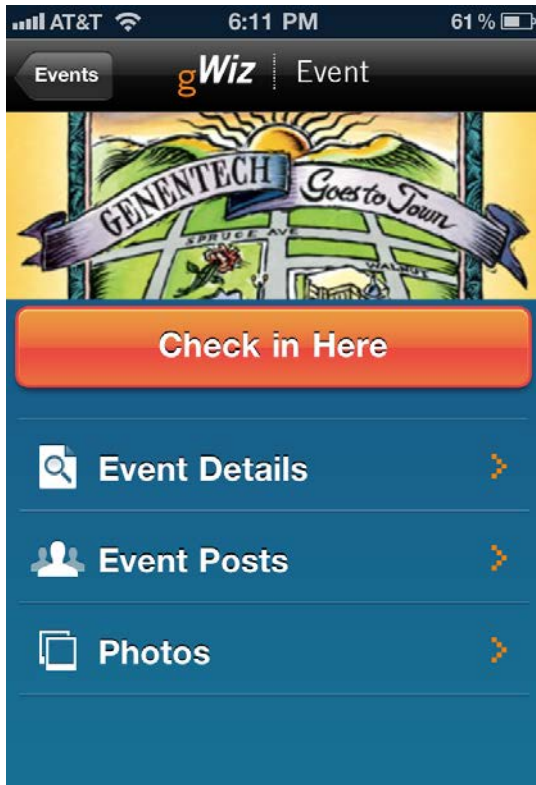 AT&T 6:11 PM 61%
Events gWiz Event
GENENTECH Goes to Town
SPRUCE AVE
WALNUT
Check in Here
Event Details
Event Posts
Photos